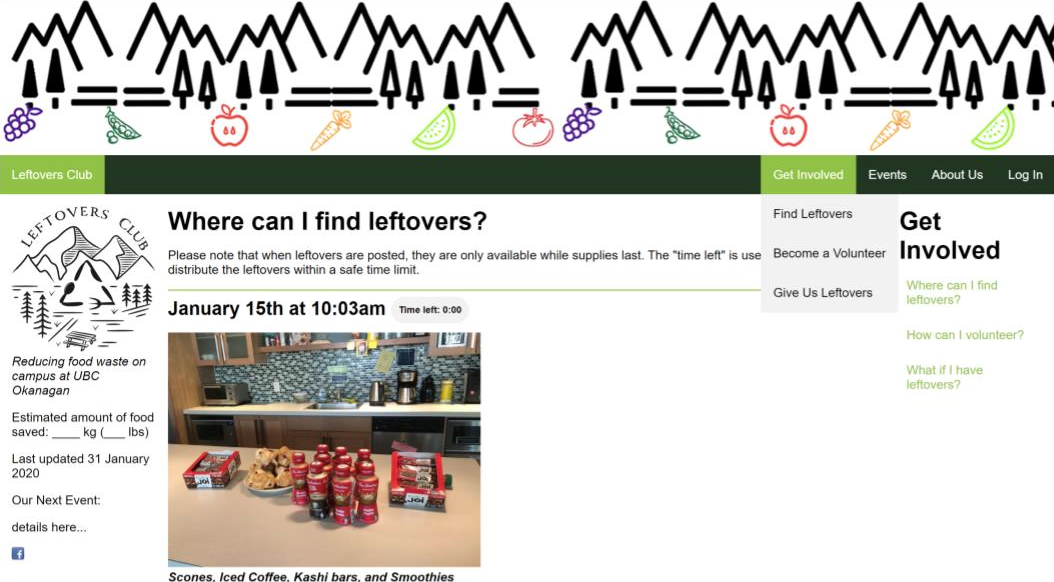 Leftovers Club
Get Involved
Events
About Us
Log In
Find Leftovers
Become a Volunteer
Give Us Leftovers
LEFTOVERS CLUB
Reducing food waste on
campus at UBC
Okanagan
Estimated amount of food
saved: ____ kg (___ lbs)
Last updated 31 January
2020
Our Next Event:
details here...
f
Where can I find leftovers?
Please note that when leftovers are posted, they are only available while supplies last. The "time left" is use
distribute the leftovers within a safe time limit.
January 15th at 10:03am
Time left: 0:00
JOI
JOI
Scones, Iced Coffee, Kashi bars, and Smoothies
Get
Involved
Where can I find
leftovers?
How can I volunteer?
What if I have
leftovers?